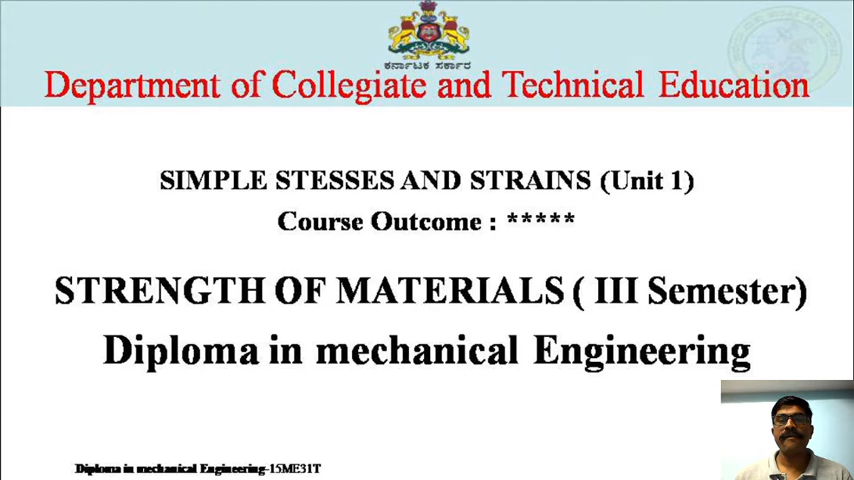 ಕರ್ನಾಟಕ ಸರ್ಕಾರ
Department of Collegiate and Technical Education
SIMPLE STESSES AND STRAINS (Unit 1)
Course Outcome : *****
STRENGTH OF MATERIALS ( III Semester)
Diploma in mechanical Engineering
Diploma in mechanical Engineering-15ME31T